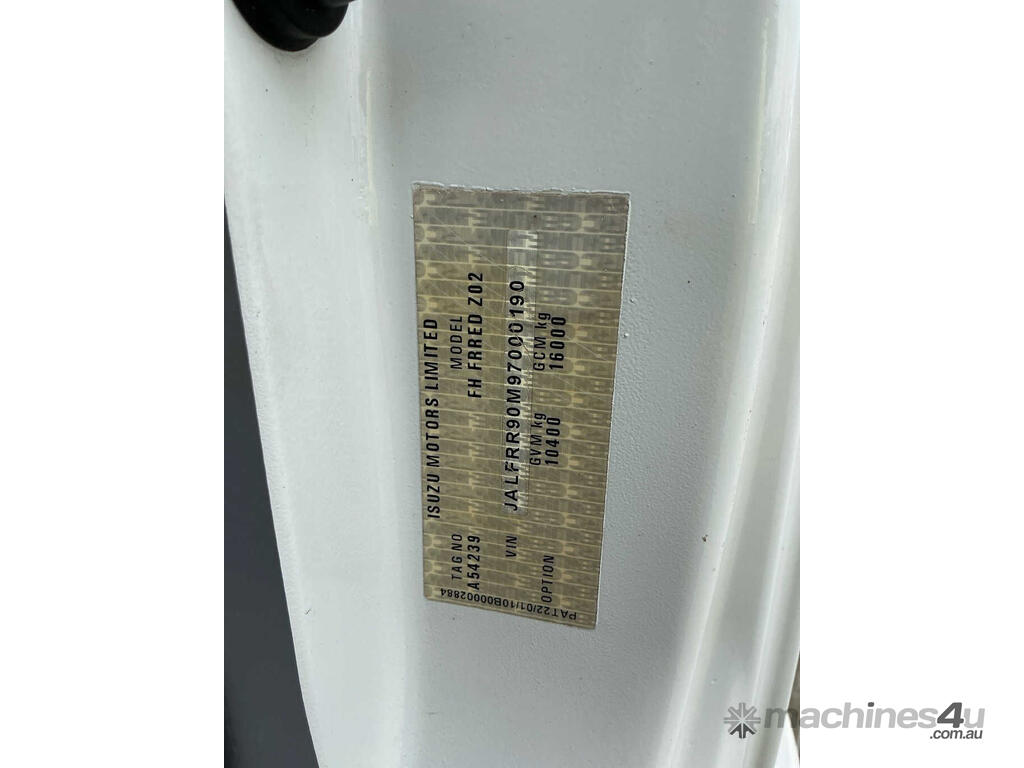 ISUZU MOTORS LIMITED
TAG NO MODEL
A54239 FH FRRED Z02
VIN JALFRR90M97000190
GVM kg GCM kg
OPTION 10400 16000
PAT22/01/10B00002884
machines4u
.com.au